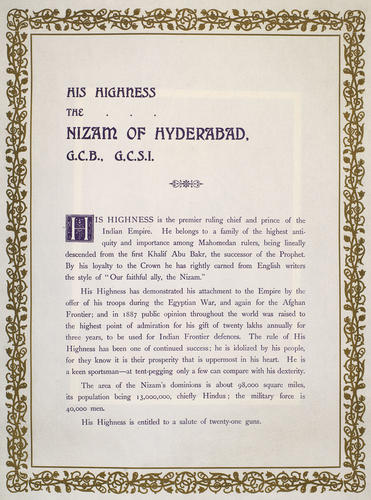 HIS HIGHNESS
THE . . .
NIZAM OF HYDERABAD,
G.C.B., G.C.S.I.
HIS HIGHNESS is the premier ruling chief and prince of the
Indian Empire. He belongs to a family of the highest anti-
quity and importance among Mahomedan rulers, being lineally
descended from the first Khalif Abu Bakr, the successor of the Prophet.
By his loyalty to the Crown he has rightly earned from English writers
the style of "Our faithful ally, the Nizam."
His Highness has demonstrated his attachment to the Empire by the
offer of his troops during the Egyptian War, and again for the Afghan
Frontier; and in 1887 public opinion throughout the world was raised to
the highest point of admiration for his gift of twenty lakhs annually for
three years, to be used for Indian Frontier defences. The rule of His
Highness has been one of continued success; he is idolized by his people,
for they know it is their prosperity that is uppermost in his heart. He is
a keen sportsman—at tent-pegging only a few can compare with his dexterity.
The area of the Nizam's dominions is about 98,000 square miles,
its population being 13,000,000, chiefly Hindus; the military force is
40,000 men.
His Highness is entitled to a salute of twenty-one guns.